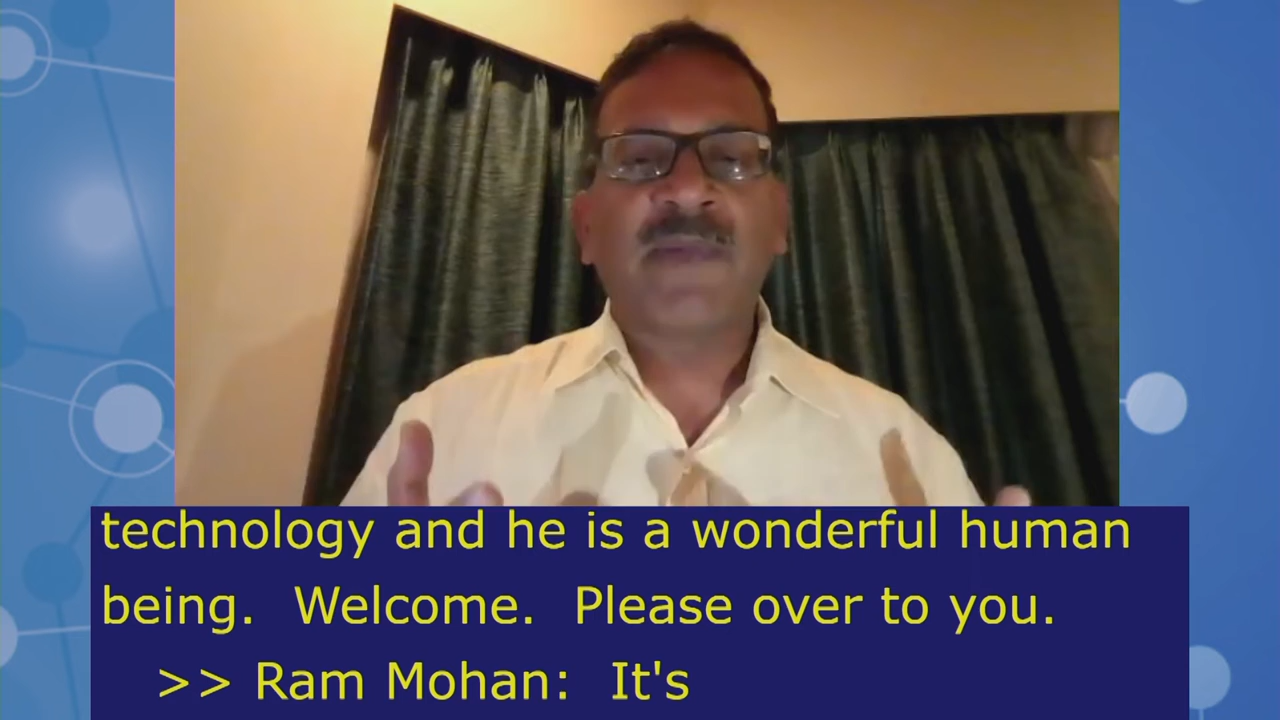 technology and he is a wonderful human
being.  Welcome.  Please over to you.
>> Ram Mohan:  It's